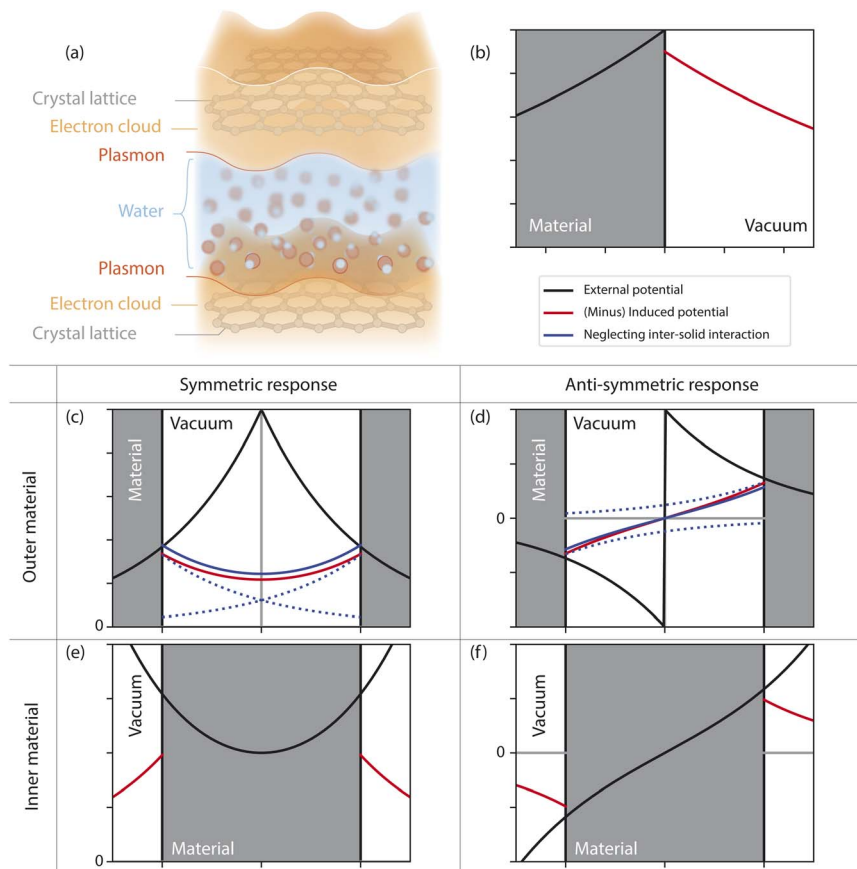 (a)
Crystal lattice
Electron cloud
Plasmon
Water
Plasmon
Electron cloud
Crystal lattice
(b)
Material
Vacuum
External potential
(Minus) Induced potential
Neglecting inter-solid interaction
Symmetric response
Anti-symmetric response
Outer material
(c)
Vacuum
Material
0
(d)
Vacuum
Material
0
Inner material
(e)
Vacuum
Material
0
(f)
Vacuum
Material
0